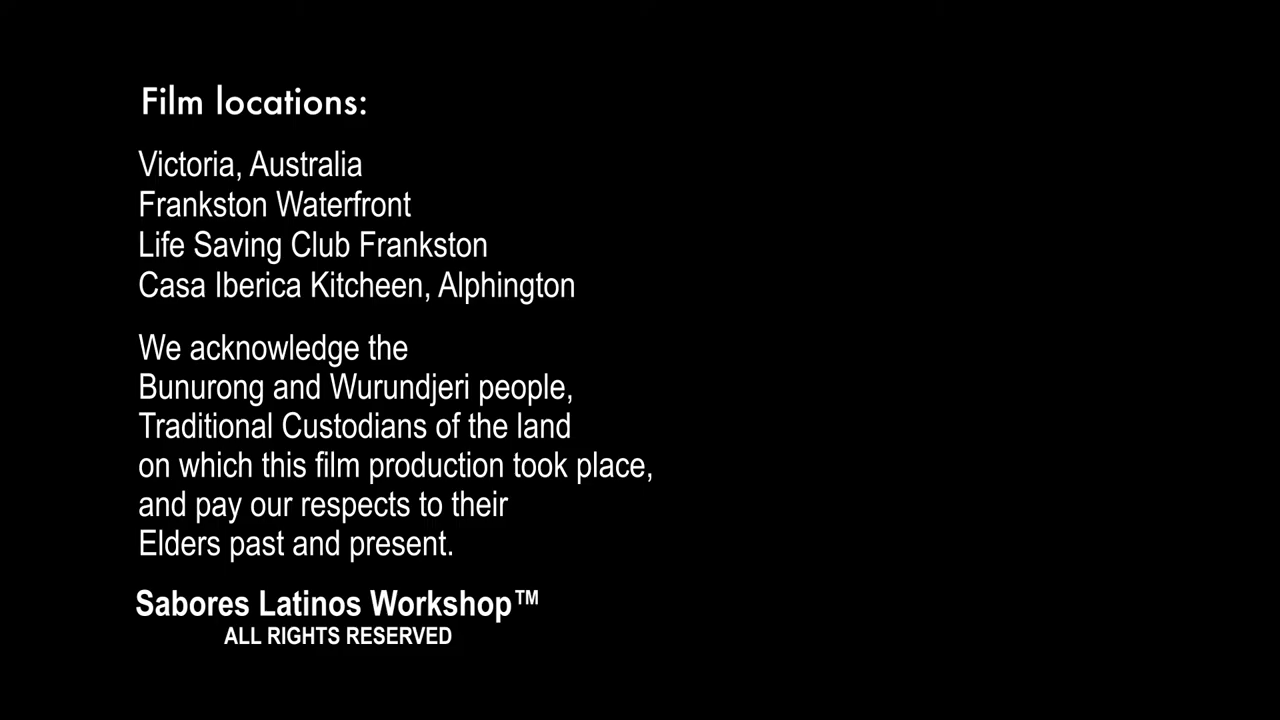 Film locations:
Victoria, Australia
Frankston Waterfront
Life Saving Club Frankston
Casa Iberica Kitcheen, Alphington
We acknowledge the
Bunurong and Wurundjeri people,
Traditional Custodians of the land
on which this film production took place,
and pay our respects to their
Elders past and present.
Sabores Latinos Workshop™
ALL RIGHTS RESERVED